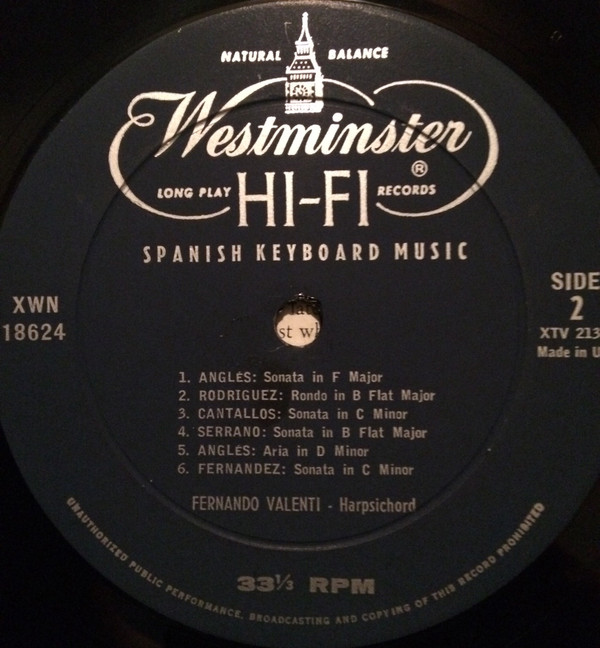 NATURAL BALANCE
Westminster ®
LONG PLAY HI-FI RECORDS
SPANISH KEYBOARD MUSIC
XWN
18624
SIDE
2
XTV 213
Made in U
st
1. ANGLÉS: Sonata in F Major
2. RODRIGUEZ: Rondo in B Flat Major
3. CANTALLOS: Sonata in C Minor
4. SERRANO: Sonata in B Flat Major
5. ANGLÉS: Aria in D Minor
6. FERNANDEZ: Sonata in C Minor
FERNANDO VALENTI - Harpsichord
33⅓ RPM
UNAUTHORIZED PUBLIC PERFORMANCE, BROADCASTING AND COPYING OF THIS RECORD PROHIBITED